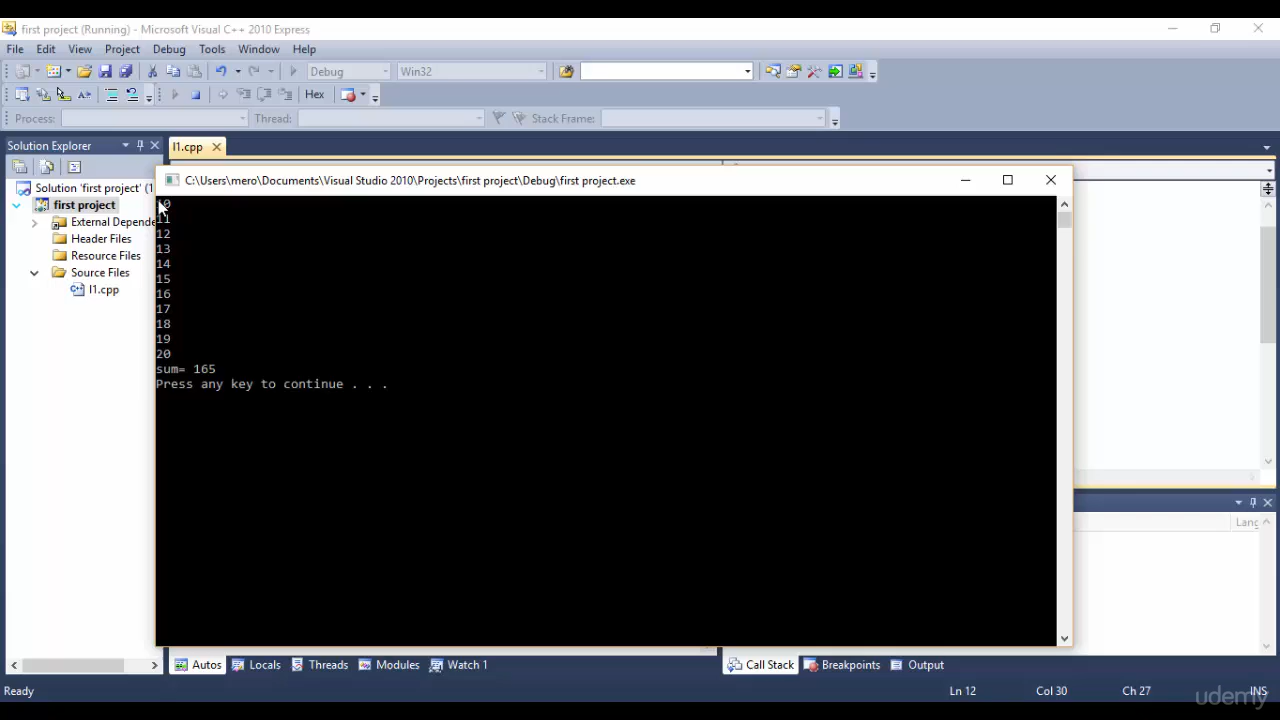 first project (Running) - Microsoft Visual C++ 2010 Express
File Edit View Project Debug Tools Window Help
Debug Win32
Hex
Process: Thread: Stack Frame:
Solution Explorer
l1.cpp
Solution 'first project' (1
first project
External Depende
Header Files
Resource Files
Source Files
l1.cpp
C:\Users\mero\Documents\Visual Studio 2010\Projects\first project\Debug\first project.exe
10
11
12
13
14
15
16
17
18
19
20
sum= 165
Press any key to continue . . .
Lang
Autos Locals Threads Modules Watch 1
Call Stack Breakpoints Output
Ready Ln 12 Col 30 Ch 27 INS
udemy